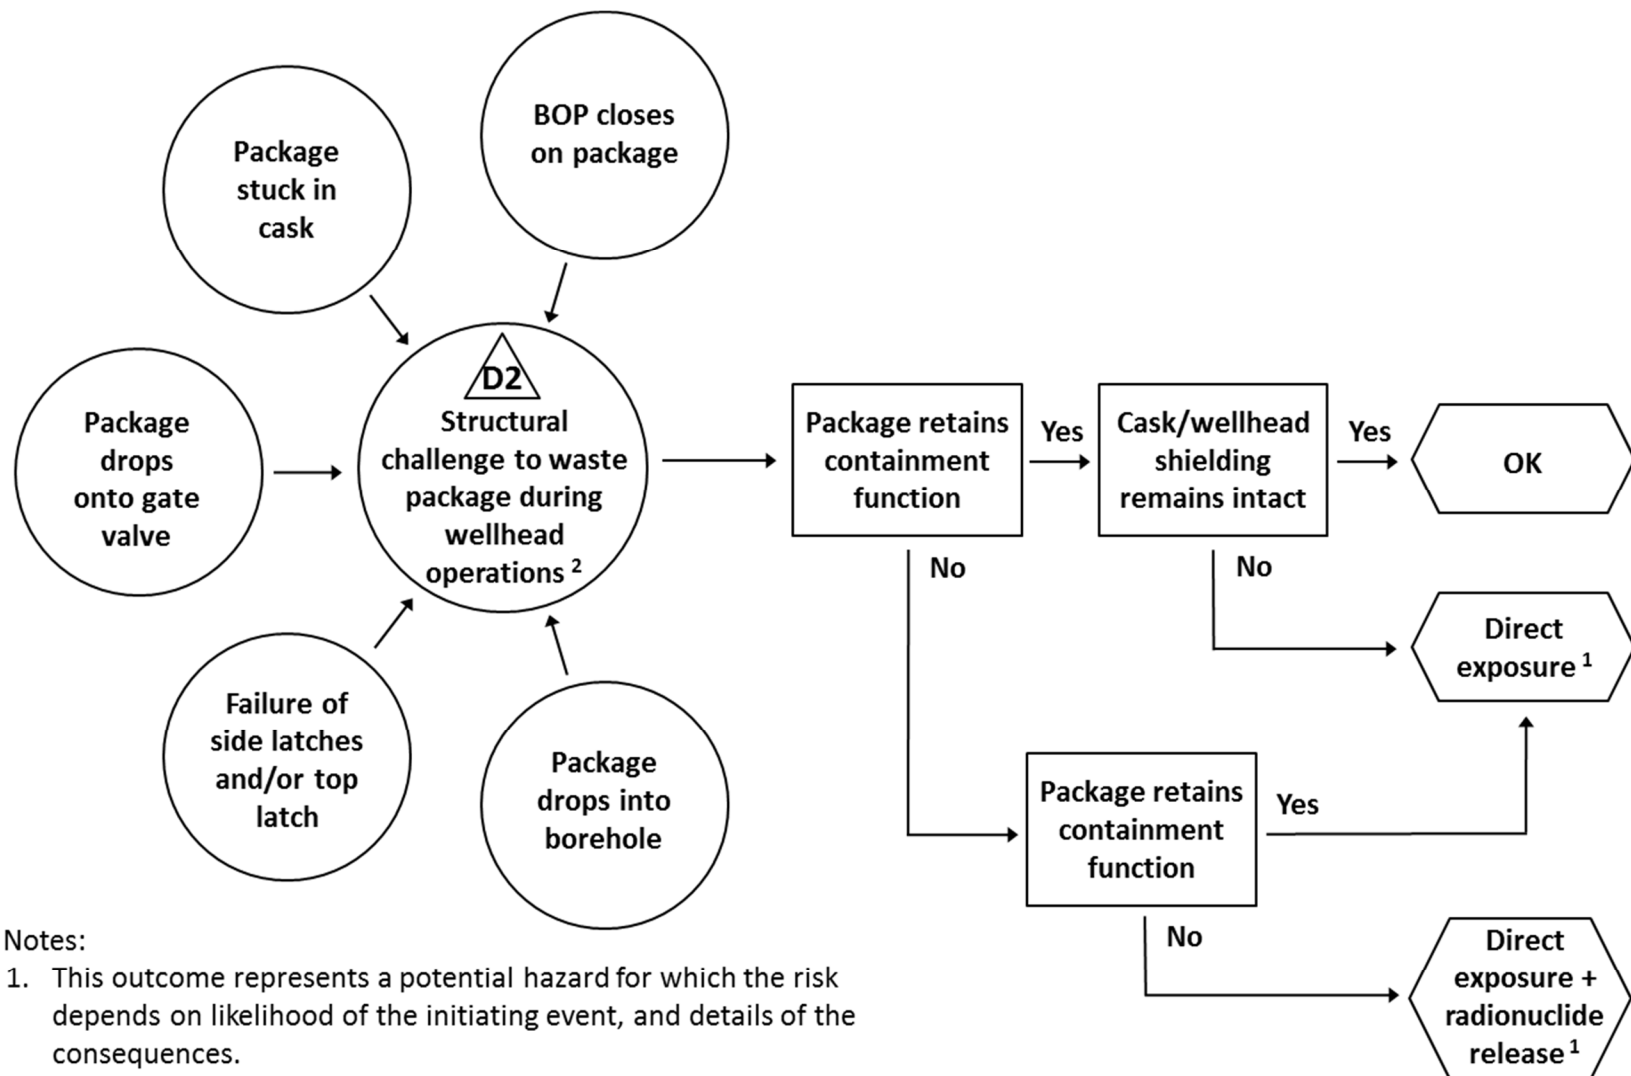 BOP closes
on package
Package
stuck in
cask
Package
drops
onto gate
valve
D2
Structural
challenge to waste
package during
wellhead
operations 2
Failure of
side latches
and/or top
latch
Package
drops into
borehole
Package retains
containment
function
Yes
Cask/wellhead
shielding
remains intact
Yes
OK
No
No
Direct
exposure 1
Package retains
containment
function
Yes
No
Direct
exposure +
radionuclide
release 1
Notes:
1. This outcome represents a potential hazard for which the risk
depends on likelihood of the initiating event, and details of the
consequences.